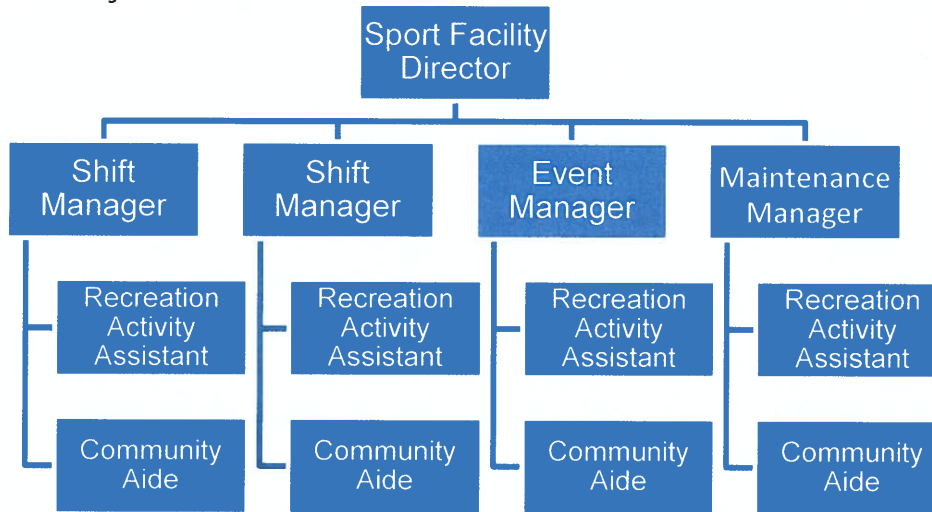 Sport Facility
Director
Shift
Manager
Shift
Manager
Event
Manager
Maintenance
Manager
Recreation
Activity
Assistant
Recreation
Activity
Assistant
Recreation
Activity
Assistant
Recreation
Activity
Assistant
Community
Aide
Community
Aide
Community
Aide
Community
Aide